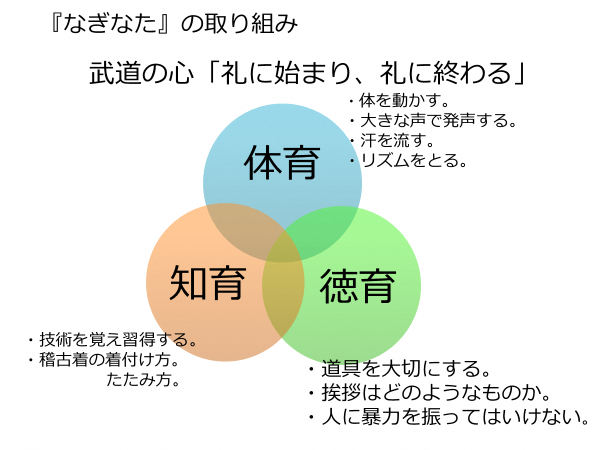 『なぎなた』の取り組み
武道の心「礼に始まり、礼に終わる」
・体を動かす。
・大きな声で発声する。
・汗を流す。
・リズムをとる。
体育
知育
徳育
・技術を覚え習得する。
・稽古着の着付け方。
たたみ方。
・道具を大切にする。
・挨拶はどのようなものか。
・人に暴力を振ってはいけない。